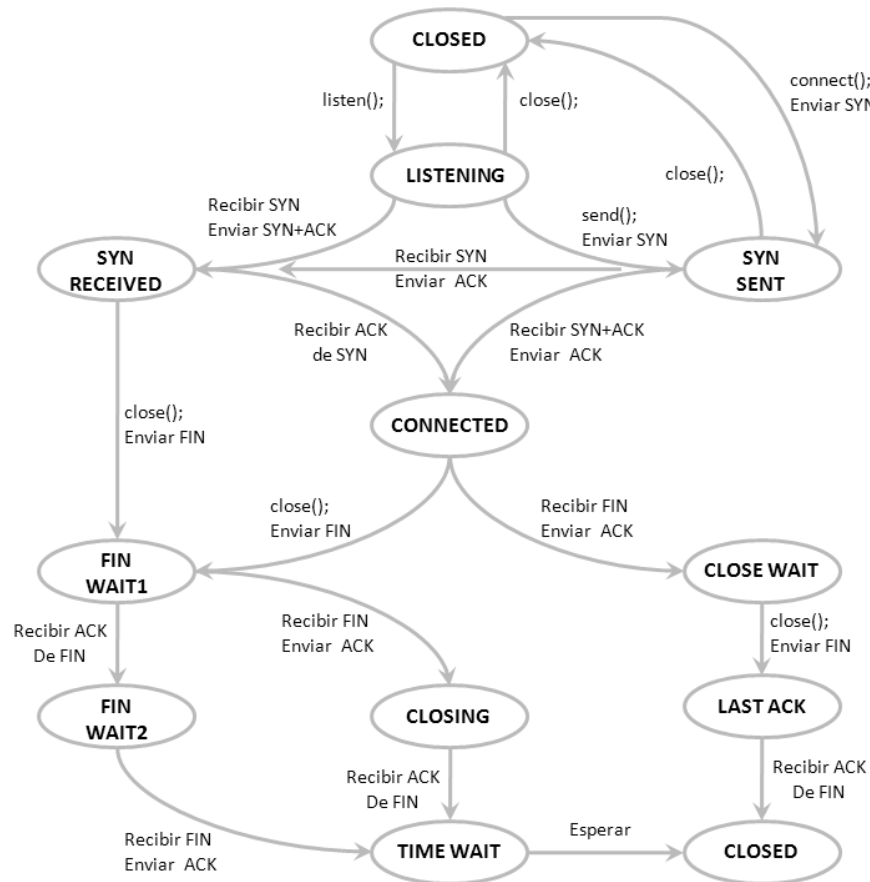 CLOSED
listen();
close();
connect();
Enviar SYN
LISTENING
close();
Recibir SYN
Enviar SYN+ACK
send();
Enviar SYN
SYN
RECEIVED
Recibir SYN
Enviar ACK
SYN
SENT
Recibir ACK
de SYN
Recibir SYN+ACK
Enviar ACK
CONNECTED
close();
Enviar FIN
close();
Enviar FIN
Recibir FIN
Enviar ACK
FIN
WAIT1
CLOSE WAIT
Recibir ACK
De FIN
Recibir FIN
Enviar ACK
close();
Enviar FIN
FIN
WAIT2
CLOSING
LAST ACK
Recibir ACK
De FIN
Recibir ACK
De FIN
Recibir FIN
Enviar ACK
TIME WAIT
Esperar
CLOSED